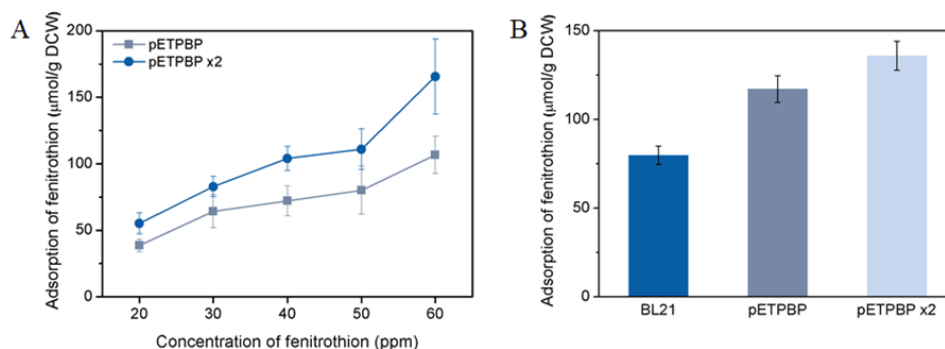 A
Adsorption of fenitrothion (μmol/g DCW)
200
150
100
50
0
pETPBP
pETPBP x2
20 30 40 50 60
Concentration of fenitrothion (ppm)
B
Adsorption of fenitrothion (μmol/g DCW)
150
100
50
0
BL21 pETPBP pETPBP x2